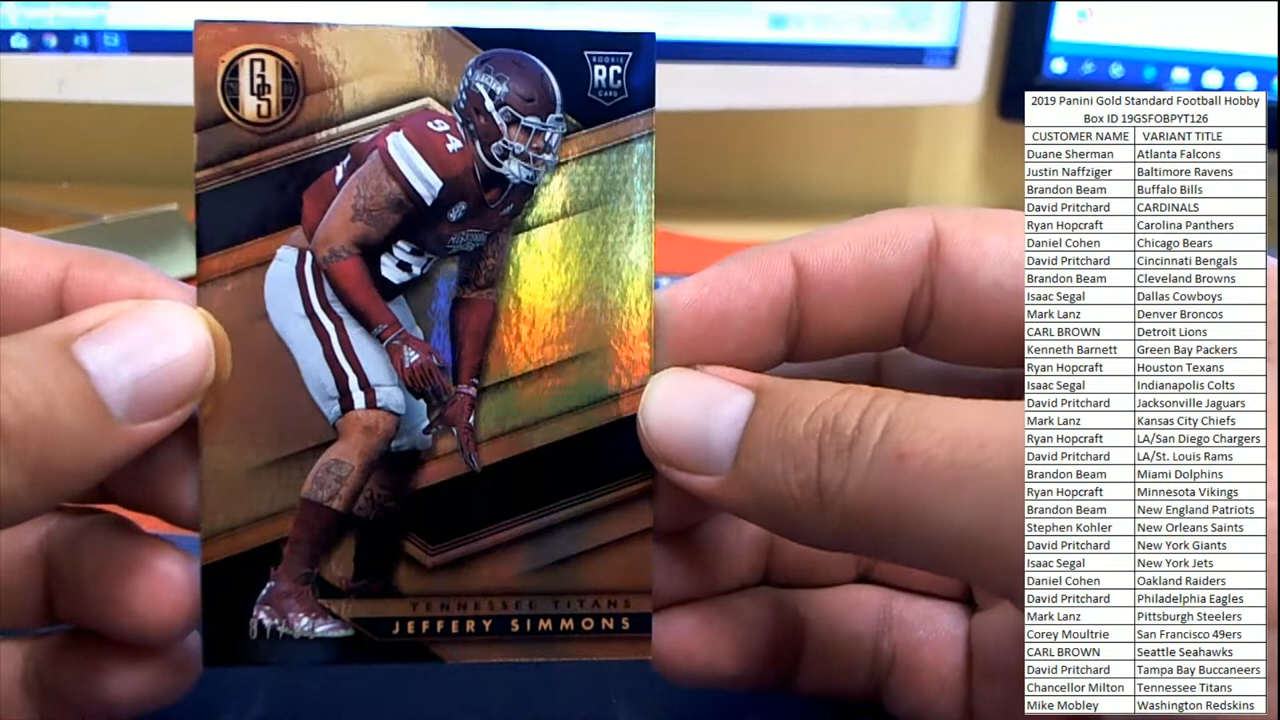 GS
ROOKIE
RC
CARD
94
TENNESSEE TITANS
JEFFERY SIMMONS
2019 Panini Gold Standard Football Hobby
Box ID 19GSFOBPYT126
CUSTOMER NAME VARIANT TITLE
Duane Sherman Atlanta Falcons
Justin Naffziger Baltimore Ravens
Brandon Beam Buffalo Bills
David Pritchard CARDINALS
Ryan Hopcraft Carolina Panthers
Daniel Cohen Chicago Bears
David Pritchard Cincinnati Bengals
Brandon Beam Cleveland Browns
Isaac Segal Dallas Cowboys
Mark Lanz Denver Broncos
CARL BROWN Detroit Lions
Kenneth Barnett Green Bay Packers
Ryan Hopcraft Houston Texans
Isaac Segal Indianapolis Colts
David Pritchard Jacksonville Jaguars
Mark Lanz Kansas City Chiefs
Ryan Hopcraft LA/San Diego Chargers
David Pritchard LA/St. Louis Rams
Brandon Beam Miami Dolphins
Ryan Hopcraft Minnesota Vikings
Brandon Beam New England Patriots
Stephen Kohler New Orleans Saints
David Pritchard New York Giants
Isaac Segal New York Jets
Daniel Cohen Oakland Raiders
David Pritchard Philadelphia Eagles
Mark Lanz Pittsburgh Steelers
Corey Moultrie San Francisco 49ers
CARL BROWN Seattle Seahawks
David Pritchard Tampa Bay Buccaneers
Chancellor Milton Tennessee Titans
Mike Mobley Washington Redskins